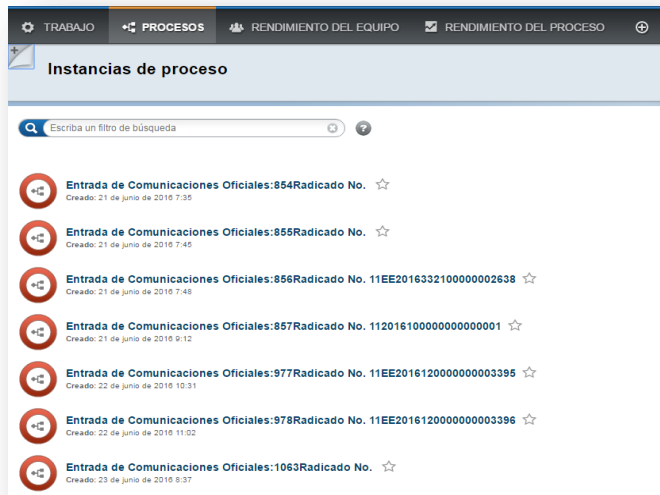 TRABAJO PROCESOS RENDIMIENTO DEL EQUIPO RENDIMIENTO DEL PROCESO
Instancias de proceso
Escriba un filtro de búsqueda
Entrada de Comunicaciones Oficiales:854Radicado No.
Creado: 21 de junio de 2016 7:35
Entrada de Comunicaciones Oficiales:855Radicado No.
Creado: 21 de junio de 2016 7:45
Entrada de Comunicaciones Oficiales:856Radicado No. 11EE2016332100000002638
Creado: 21 de junio de 2016 7:48
Entrada de Comunicaciones Oficiales:857Radicado No. 11201610000000000001
Creado: 21 de junio de 2016 9:12
Entrada de Comunicaciones Oficiales:977Radicado No. 11EE2016120000000003395
Creado: 22 de junio de 2016 10:31
Entrada de Comunicaciones Oficiales:978Radicado No. 11EE2016120000000003396
Creado: 22 de junio de 2016 11:02
Entrada de Comunicaciones Oficiales:1063Radicado No.
Creado: 23 de junio de 2016 8:37